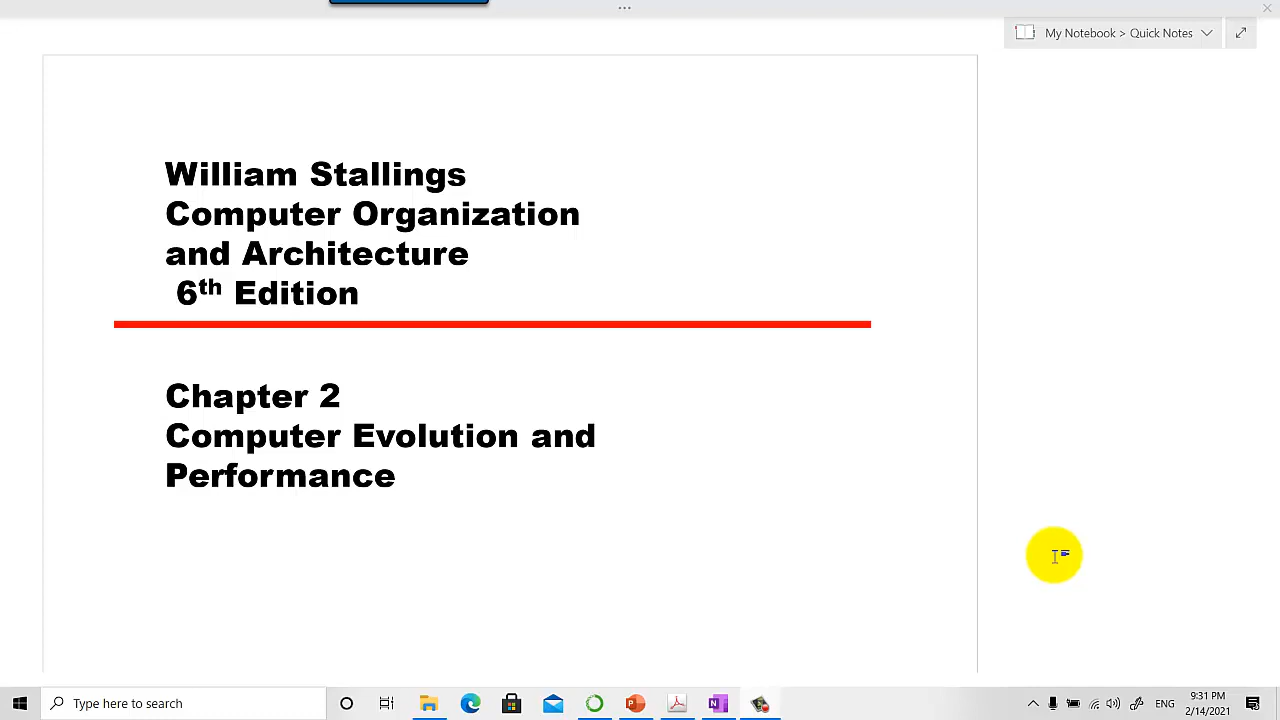 My Notebook > Quick Notes
William Stallings
Computer Organization
and Architecture
6th Edition
Chapter 2
Computer Evolution and
Performance
Type here to search
ENG
9:31 PM
2/14/2021